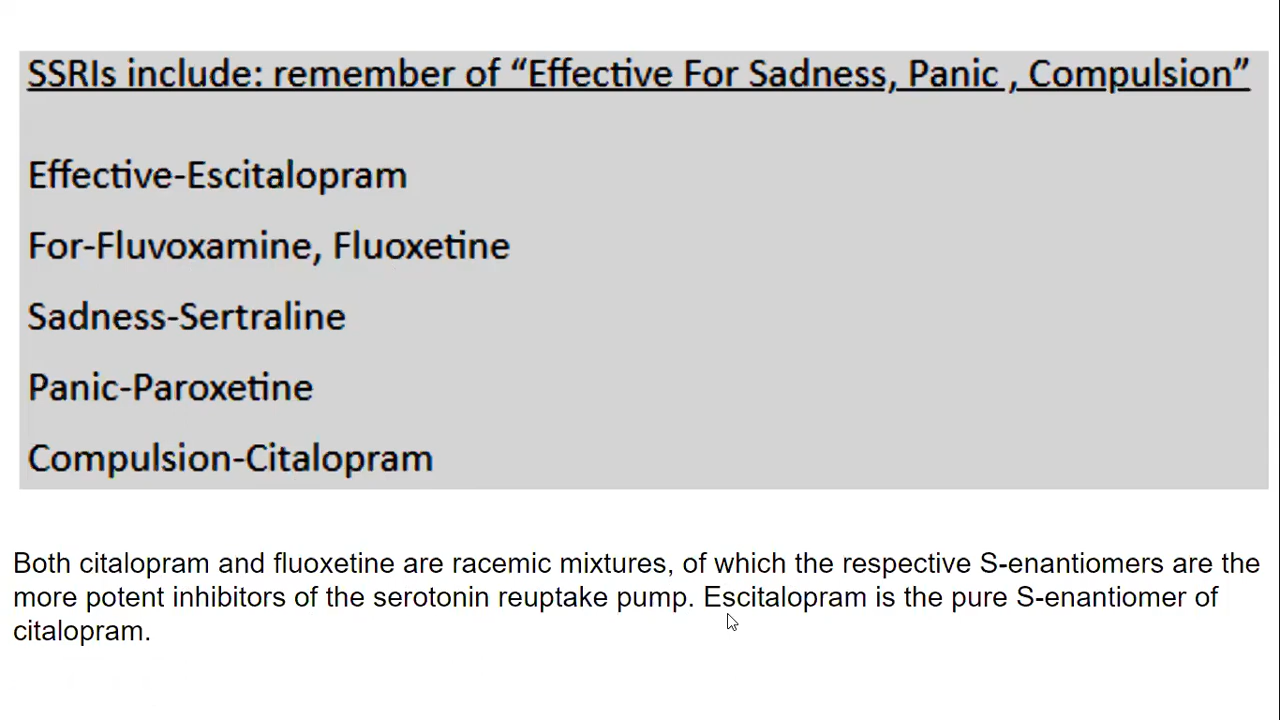 SSRIs include: remember of “Effective For Sadness, Panic , Compulsion”
Effective-Escitalopram
For-Fluvoxamine, Fluoxetine
Sadness-Sertraline
Panic-Paroxetine
Compulsion-Citalopram
Both citalopram and fluoxetine are racemic mixtures, of which the respective S-enantiomers are the
more potent inhibitors of the serotonin reuptake pump. Escitalopram is the pure S-enantiomer of
citalopram.